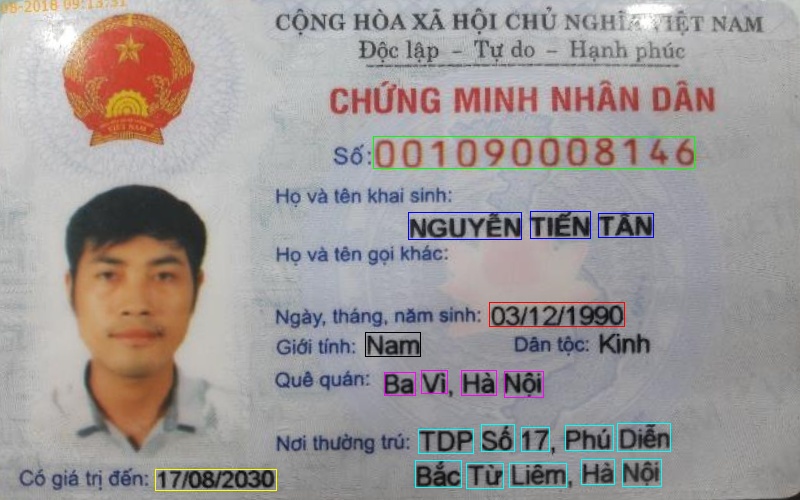 08-2018 09:13:51
CỘNG HÒA XÃ HỘI CHỦ NGHĨA VIỆT NAM
Độc lập - Tự do - Hạnh phúc
VIỆT NAM
CHỨNG MINH NHÂN DÂN
Số: 001090008146
Họ và tên khai sinh:
NGUYỄN TIẾN TÂN
Họ và tên gọi khác:
Ngày, tháng, năm sinh: 03/12/1990
Giới tính: Nam Dân tộc: Kinh
Quê quán: Ba Vì, Hà Nội
Nơi thường trú: TDP Số 17, Phú Diễn
Bắc Từ Liêm, Hà Nội
Có giá trị đến: 17/08/2030